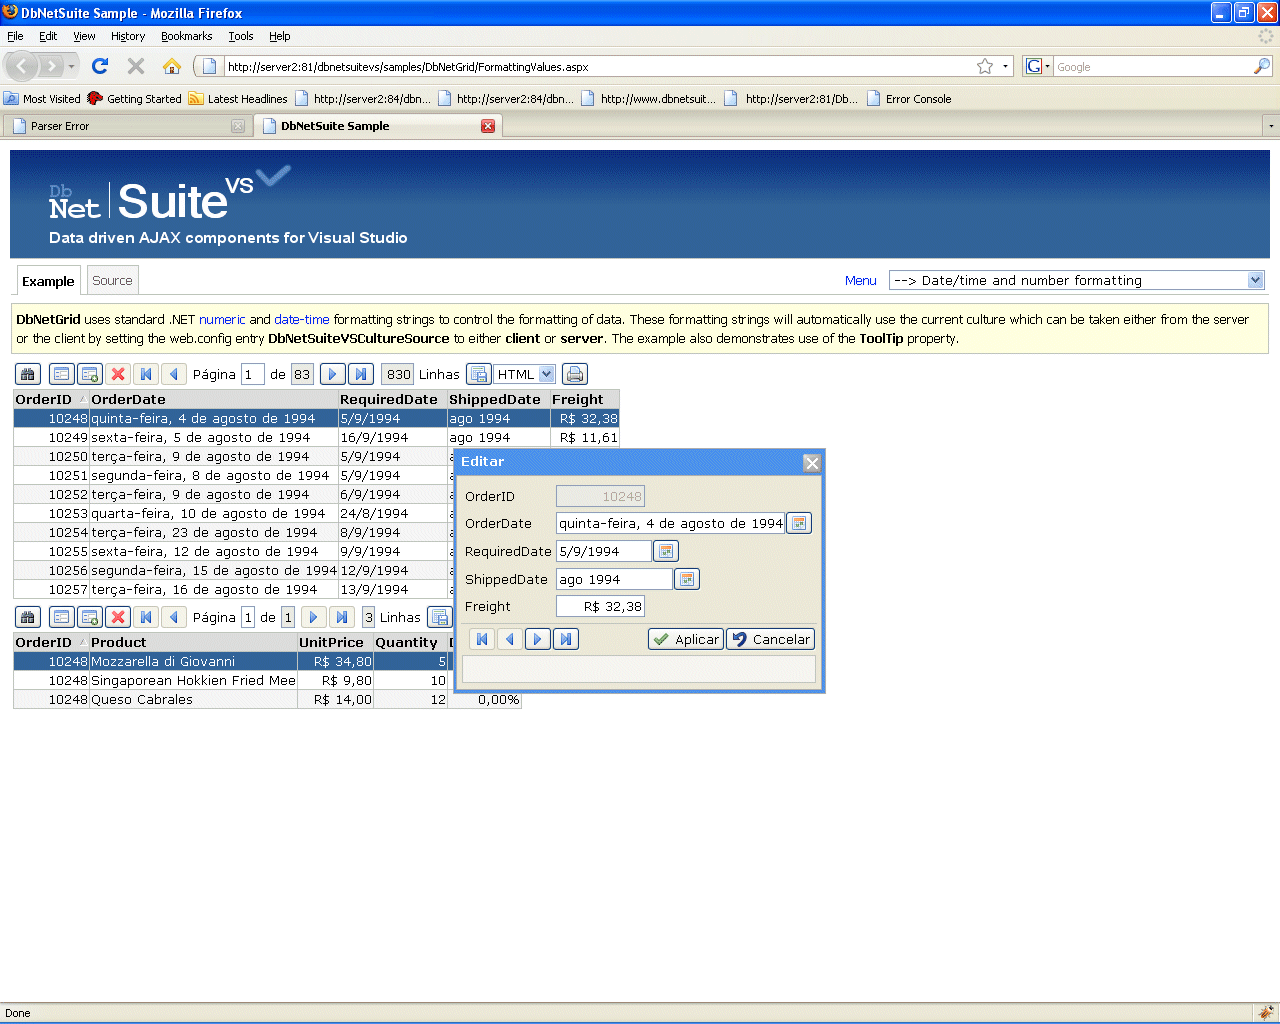 DbNetSuite Sample - Mozilla Firefox
File Edit View History Bookmarks Tools Help
http://server2:81/dbnetsuitevs/samples/DbNetGrid/FormattingValues.aspx
G Google
Most Visited Getting Started Latest Headlines http://server2:84/dbn... http://server2:84/dbn... http://www.dbnetsuit... http://server2:81/Db... Error Console
Parser Error DbNetSuite Sample
Db Net Suite VS
Data driven AJAX components for Visual Studio
Example Source Menu --> Date/time and number formatting
DbNetGrid uses standard .NET numeric and date-time formatting strings to control the formatting of data. These formatting strings will automatically use the current culture which can be taken either from the server
or the client by setting the web.config entry DbNetSuiteVSCultureSource to either client or server. The example also demonstrates use of the ToolTip property.
Página 1 de 83 830 Linhas HTML
OrderID OrderDate RequiredDate ShippedDate Freight
10248 quinta-feira, 4 de agosto de 1994 5/9/1994 ago 1994 R$ 32,38
10249 sexta-feira, 5 de agosto de 1994 16/9/1994 ago 1994 R$ 11,61
10250 terça-feira, 9 de agosto de 1994 5/9/1994
10251 segunda-feira, 8 de agosto de 1994 5/9/1994
10252 terça-feira, 9 de agosto de 1994 6/9/1994
10253 quarta-feira, 10 de agosto de 1994 24/8/1994
10254 terça-feira, 23 de agosto de 1994 8/9/1994
10255 sexta-feira, 12 de agosto de 1994 9/9/1994
10256 segunda-feira, 15 de agosto de 1994 12/9/1994
10257 terça-feira, 16 de agosto de 1994 13/9/1994
Página 1 de 1 3 Linhas
OrderID Product UnitPrice Quantity
10248 Mozzarella di Giovanni R$ 34,80 5
10248 Singaporean Hokkien Fried Mee R$ 9,80 10
10248 Queso Cabrales R$ 14,00 12 0,00%
Editar
OrderID 10248
OrderDate quinta-feira, 4 de agosto de 1994
RequiredDate 5/9/1994
ShippedDate ago 1994
Freight R$ 32,38
Aplicar Cancelar
Done